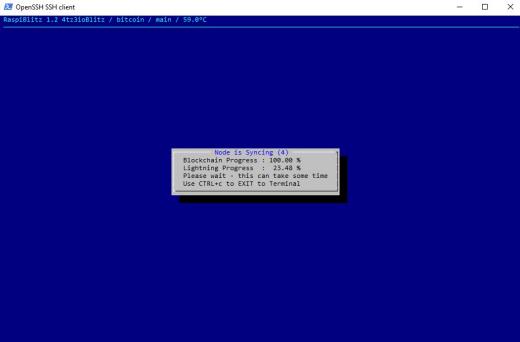 OpenSSH SSH client
RaspiBlitz 1.2 4tz3ioBlitz / bitcoin / main / 59.0ºC
Node is Syncing (4)
Blockchain Progress : 100.00 %
Lightning Progress : 23.48 %
Please wait - this can take some time
Use CTRL+c to EXIT to Terminal